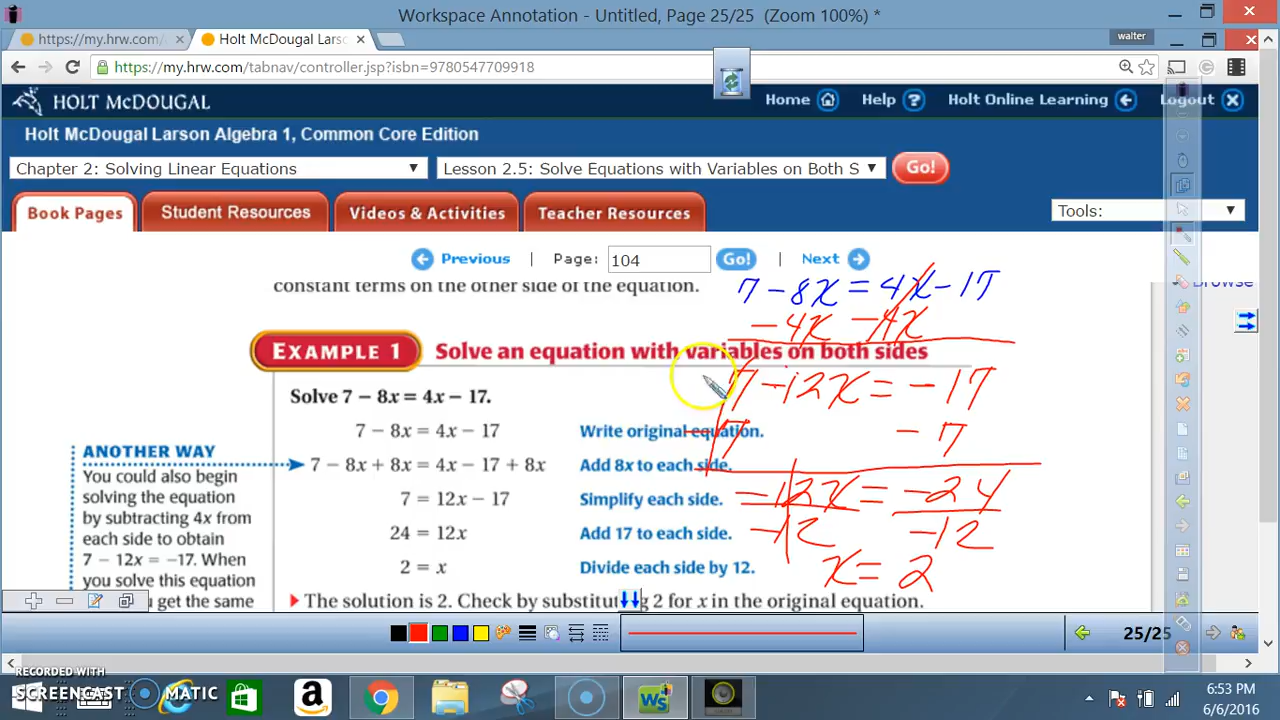 Workspace Annotation - Untitled, Page 25/25 (Zoom 100%) *
https://my.hrw.com/
Holt McDougal Lars
walter
https://my.hrw.com/tabnav/controller.jsp?isbn=9780547709918
HOLT MCDOUGAL
Home
Help ?
Holt Online Learning
Logout
Holt McDougal Larson Algebra 1, Common Core Edition
Chapter 2: Solving Linear Equations
Lesson 2.5: Solve Equations with Variables on Both S
Go!
Book Pages
Student Resources
Videos & Activities
Teacher Resources
Tools:
Previous | Page: 104 Go! | Next
Browse
constant terms on the other side of the equation.
7 - 8x = 4x - 17
- 4x - 4x
EXAMPLE 1 Solve an equation with variables on both sides
7 - 12x = - 17
- 7 - 7
-12x = -24
-12 -12
x = 2
Solve 7 − 8x = 4x − 17.
7 − 8x = 4x − 17 Write original equation.
7 − 8x + 8x = 4x − 17 + 8x Add 8x to each side.
7 = 12x − 17 Simplify each side.
24 = 12x Add 17 to each side.
2 = x Divide each side by 12.
The solution is 2. Check by substitut g 2 for x in the original equation.
ANOTHER WAY
You could also begin
solving the equation
by subtracting 4x from
each side to obtain
7 − 12x = −17. When
you solve this equation
get the same
25/25
RECORDED WITH
SCREENCAST MATIC
WS
6:53 PM
6/6/2016